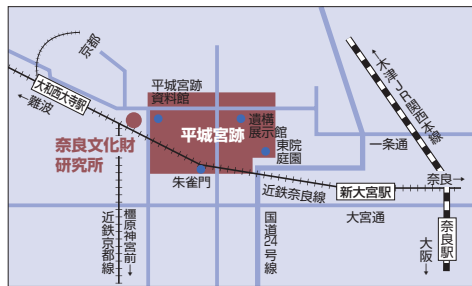 京都
大和西大寺駅
←難波
平城宮跡
資料館
平城宮跡
遺構
展示館
東院
庭園
奈良文化財
研究所
朱雀門
←木津
JR関西本線
一条通
奈良→
近鉄奈良線
新大宮駅
大宮通
近鉄京都線
橿原神宮前→
国道24号線
奈良駅
大阪→